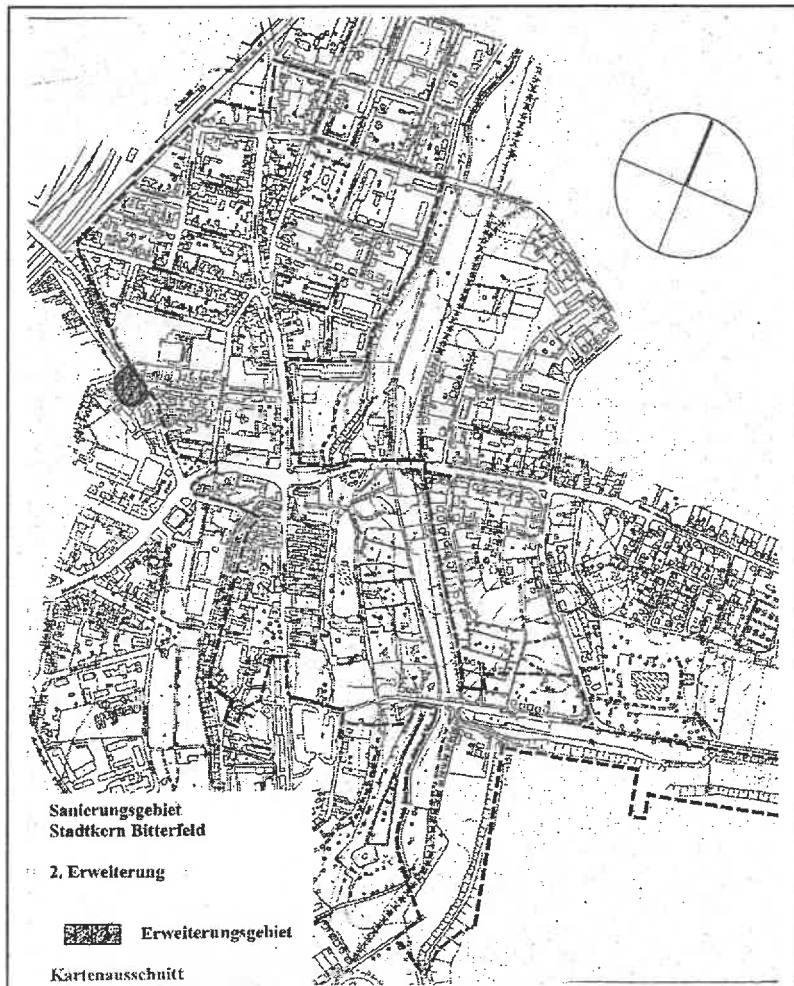 Sanierungsgebiet
Stadtkern Bitterfeld
2. Erweiterung
Erweiterungsgebiet
Kartenausschnitt